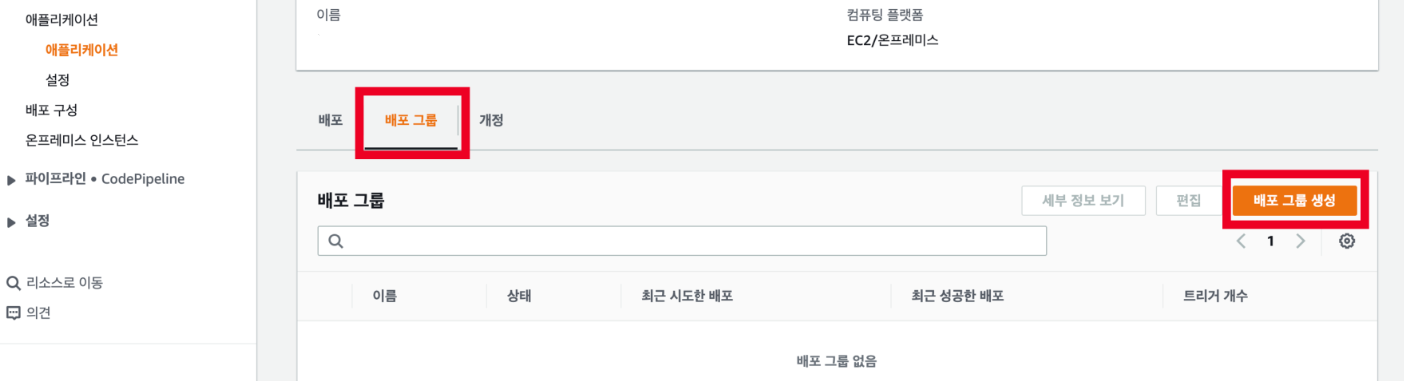 애플리케이션
애플리케이션
설정
배포 구성
온프레미스 인스턴스
파이프라인 • CodePipeline
설정
리소스로 이동
의견
이름
컴퓨팅 플랫폼
EC2/온프레미스
배포 배포 그룹 개정
배포 그룹
세부 정보 보기 편집 배포 그룹 생성
1
이름 상태 최근 시도한 배포 최근 성공한 배포 트리거 개수
배포 그룹 없음